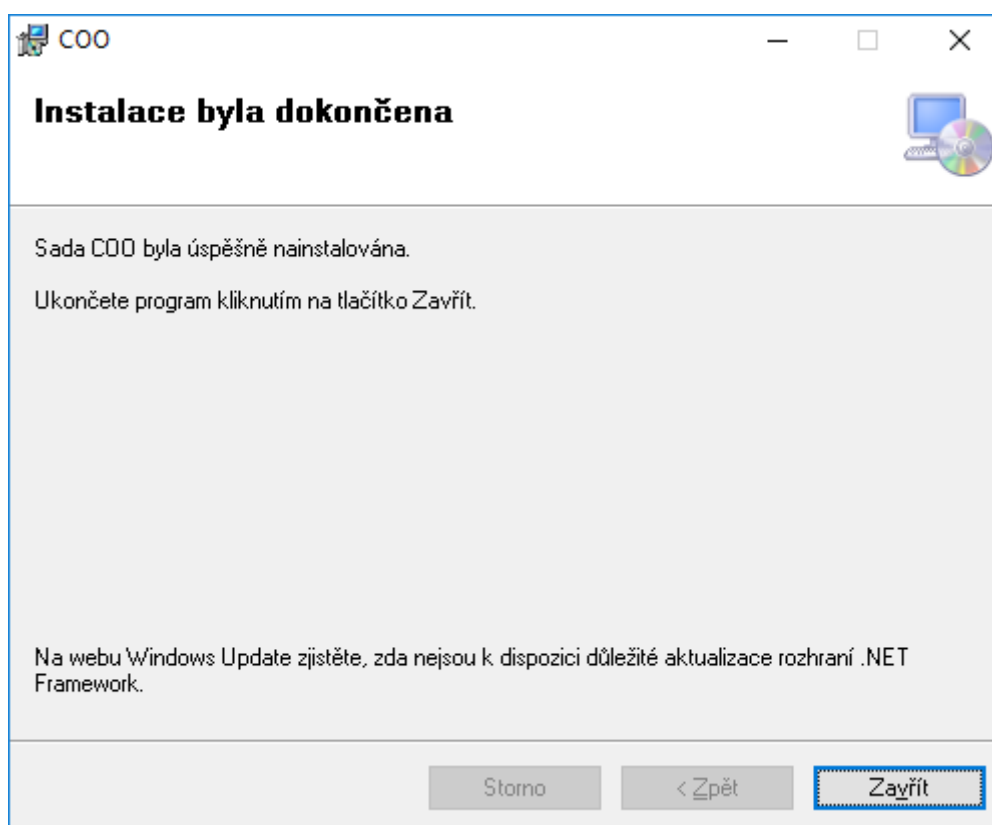 COO
Instalace byla dokončena
Sada COO byla úspěšně nainstalována.
Ukončete program kliknutím na tlačítko Zavřít.
Na webu Windows Update zjistěte, zda nejsou k dispozici důležité aktualizace rozhraní .NET
Framework.
Storno
< Zpět
Zavřít